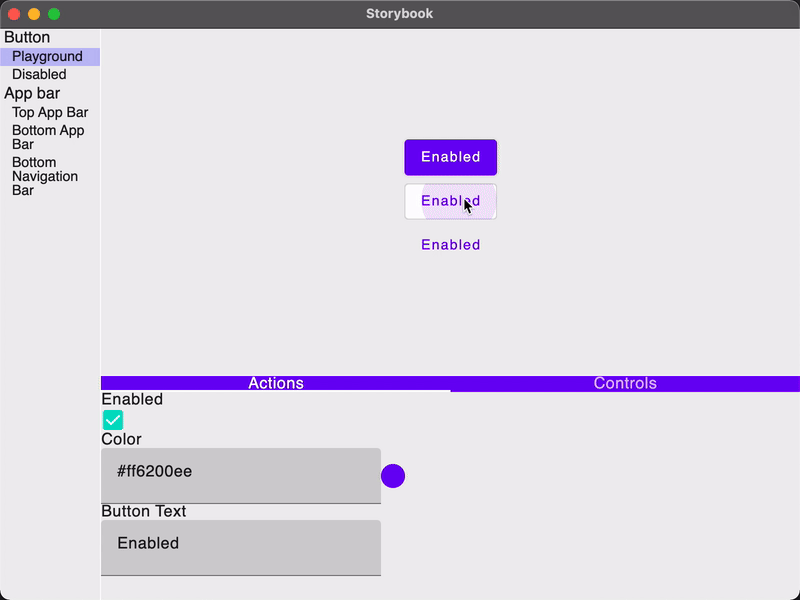 Storybook
Button
Playground
Disabled
App bar
Top App Bar
Bottom App
Bar
Bottom
Navigation
Bar
Enabled
Enabled
Enabled
Actions
Controls
Enabled
Color
#ff6200ee
Button Text
Enabled